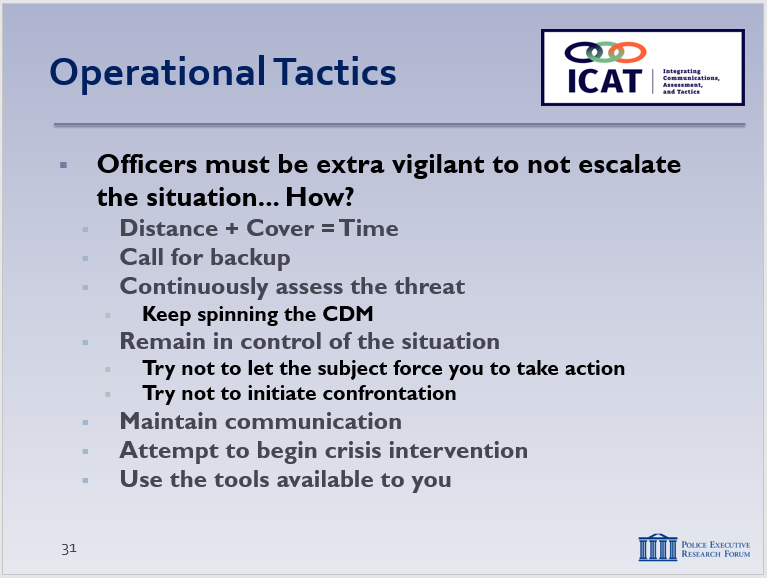 Operational Tactics
ICAT
Integrating
Communications,
Assessment,
and Tactics
Officers must be extra vigilant to not escalate
the situation... How?
Distance + Cover = Time
Call for backup
Continuously assess the threat
Keep spinning the CDM
Remain in control of the situation
Try not to let the subject force you to take action
Try not to initiate confrontation
Maintain communication
Attempt to begin crisis intervention
Use the tools available to you
31
Police Executive
Research Forum